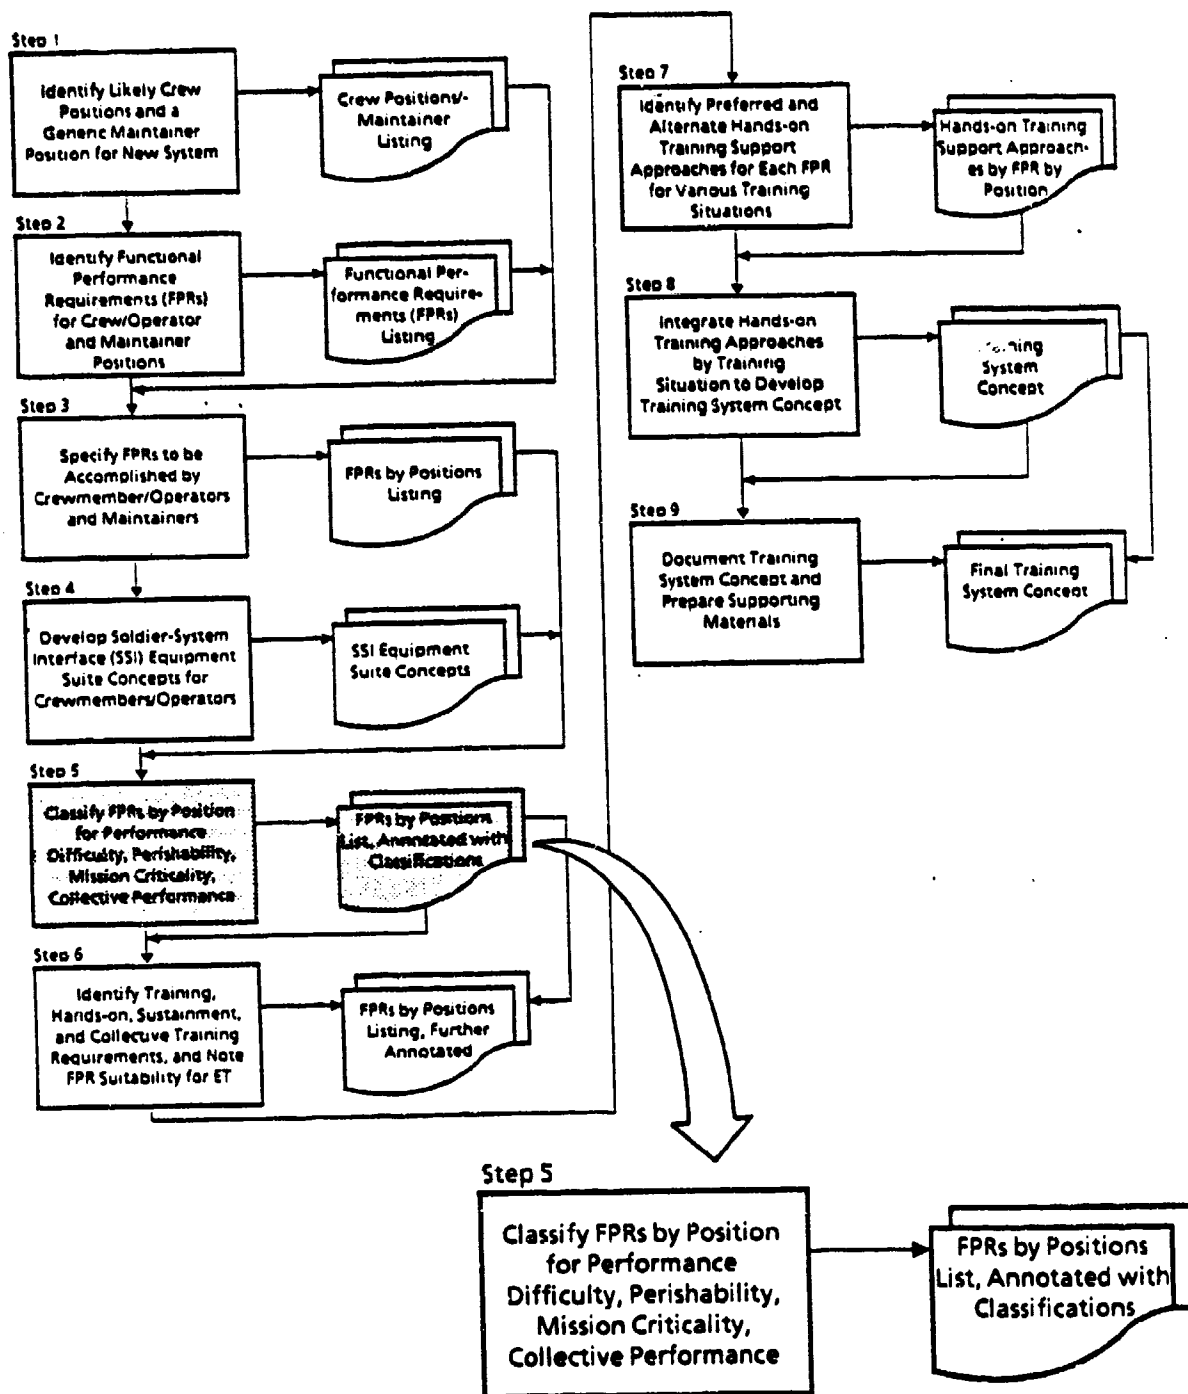 Step 1
Identify Likely Crew
Positions and a
Generic Maintainer
Position for New System
Crew Positions/-
Maintainer
Listing
Step 2
Identify Functional
Performance
Requirements (FPRs)
for Crew/Operator
and Maintainer
Positions
Functional Per-
formance Require-
ments (FPRs)
Listing
Step 3
Specify FPRs to be
Accomplished by
Crewmember/Operators
and Maintainers
FPRs by Positions
Listing
Step 4
Develop Soldier-System
Interface (SSI) Equipment
Suite Concepts for
Crewmembers/Operators
SSI Equipment
Suite Concepts
Step 5
Classify FPRs by Position
for Performance
Difficulty, Perishability,
Mission Criticality,
Collective Performance
FPRs by Positions
List, Annotated with
Classifications
Step 6
Identify Training,
Hands-on, Sustainment,
and Collective Training
Requirements, and Note
FPR Suitability for ET
FPRs by Positions
Listing, Further
Annotated
Step 7
Identify Preferred and
Alternate Hands-on
Training Support
Approaches for Each FPR
for Various Training
Situations
Hands-on Training
Support Approach-
es by FPR by
Position
Step 8
Integrate Hands-on
Training Approaches
by Training
Situation to Develop
Training System Concept
Training
System
Concept
Step 9
Document Training
System Concept and
Prepare Supporting
Materials
Final Training
System Concept
Step 5
Classify FPRs by Position
for Performance
Difficulty, Perishability,
Mission Criticality,
Collective Performance
FPRs by Positions
List, Annotated with
Classifications